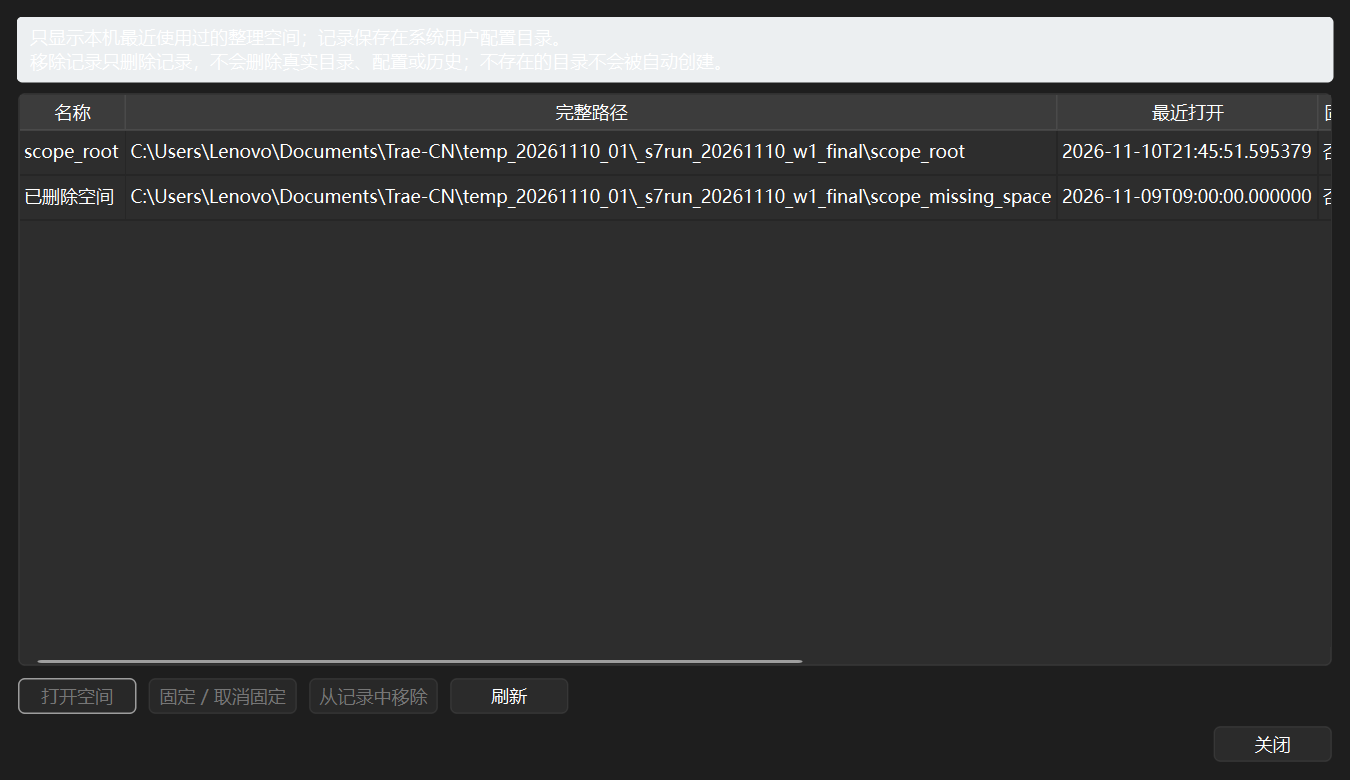 只显示本机最近使用过的整理空间；记录保存在系统用户配置目录。
移除记录只删除记录，不会删除真实目录、配置或历史；不存在的目录不会被自动创建。
名称 完整路径 最近打开
scope_root C:\Users\Lenovo\Documents\Trae-CN\temp_20261110_01\_s7run_20261110_w1_final\scope_root 2026-11-10T21:45:51.595379
已删除空间 C:\Users\Lenovo\Documents\Trae-CN\temp_20261110_01\_s7run_20261110_w1_final\scope_missing_space 2026-11-09T09:00:00.000000
打开空间 固定 / 取消固定 从记录中移除 刷新
关闭